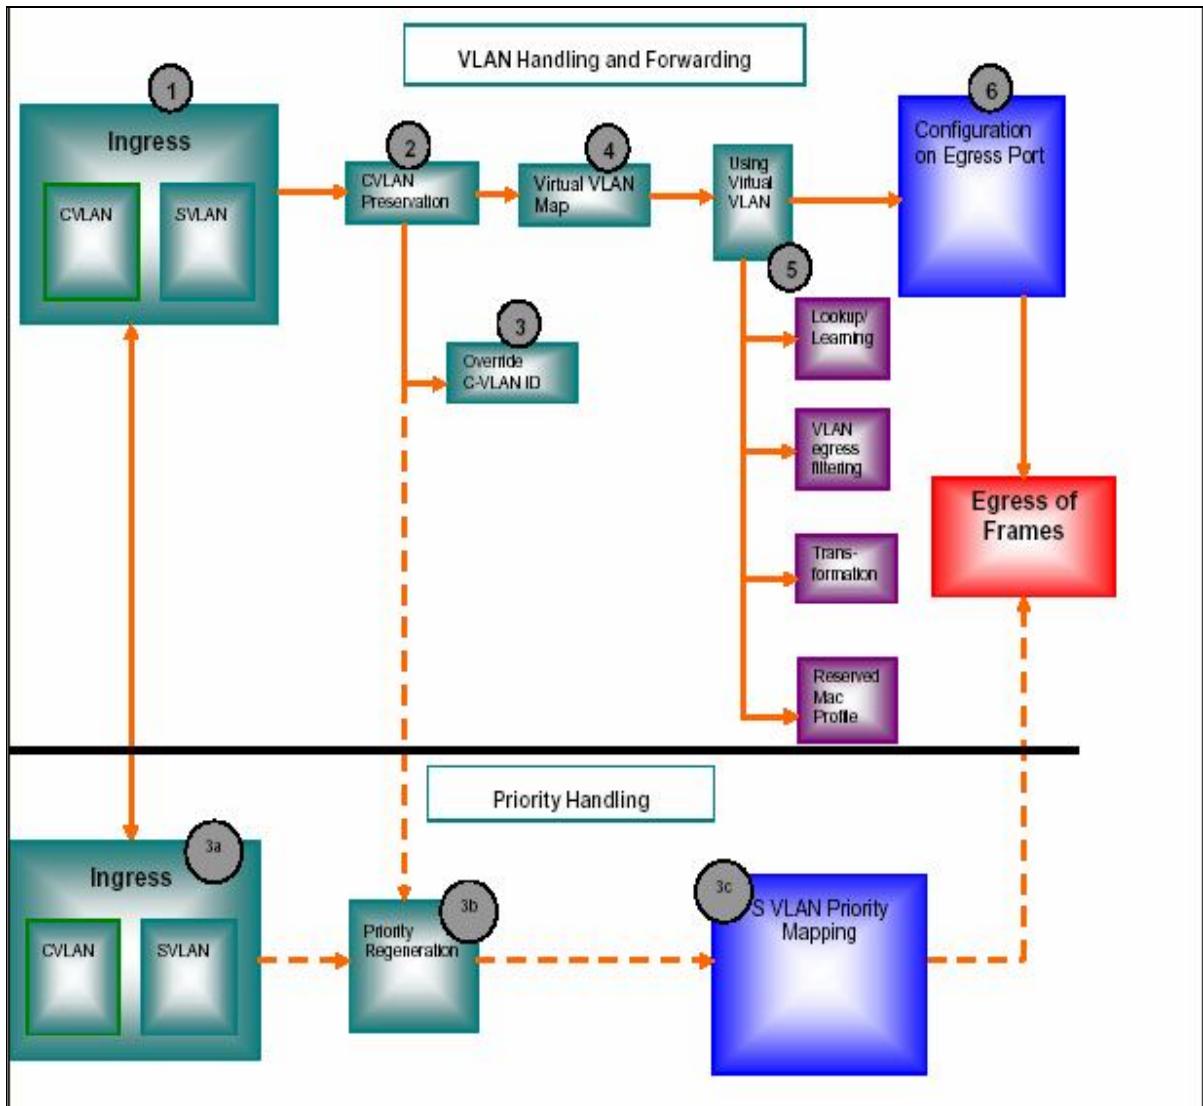 VLAN Handling and Forwarding
1
Ingress
CVLAN
SVLAN
2
CVLAN
Preservation
4
Virtual VLAN
Map
Using
Virtual
VLAN
5
6
Configuration
on Egress Port
3
Override
C-VLAN ID
Lookup/
Learning
VLAN
egress
filtering
Trans-
formation
Reserved
Mac
Profile
Egress of
Frames
Priority Handling
3a
Ingress
CVLAN
SVLAN
3b
Priority
Regeneration
3c
S VLAN Priority
Mapping